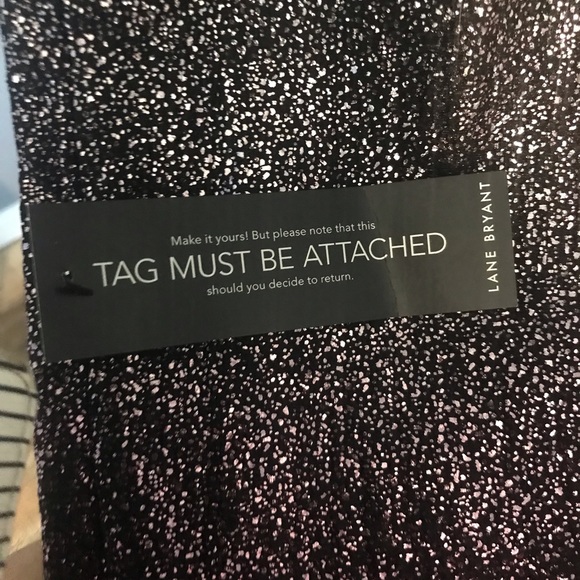 Make it yours! But please note that this
TAG MUST BE ATTACHED
should you decide to return.
LANE BRYANT